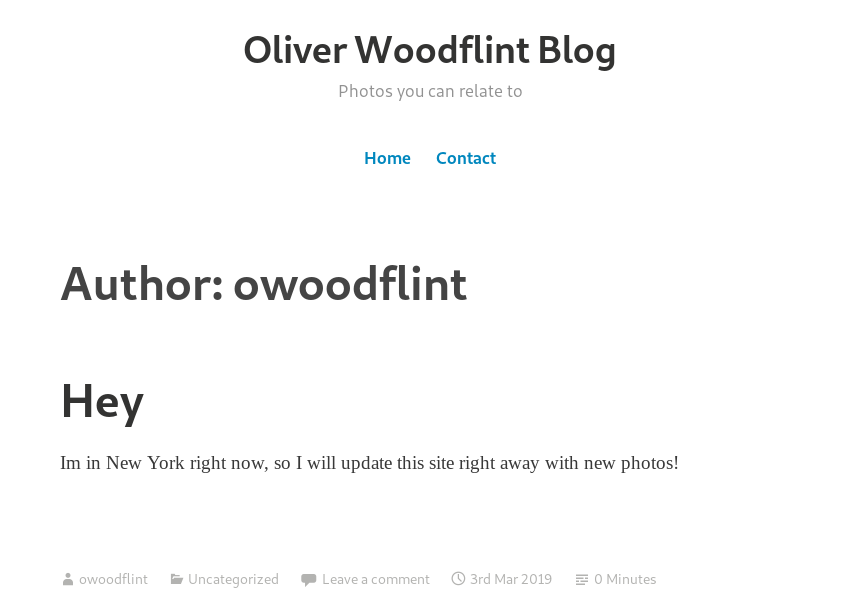 Oliver Woodflint Blog
Photos you can relate to
Home Contact
Author: owoodflint
Hey
Im in New York right now, so I will update this site right away with new photos!
owoodflint Uncategorized Leave a comment 3rd Mar 2019 0 Minutes